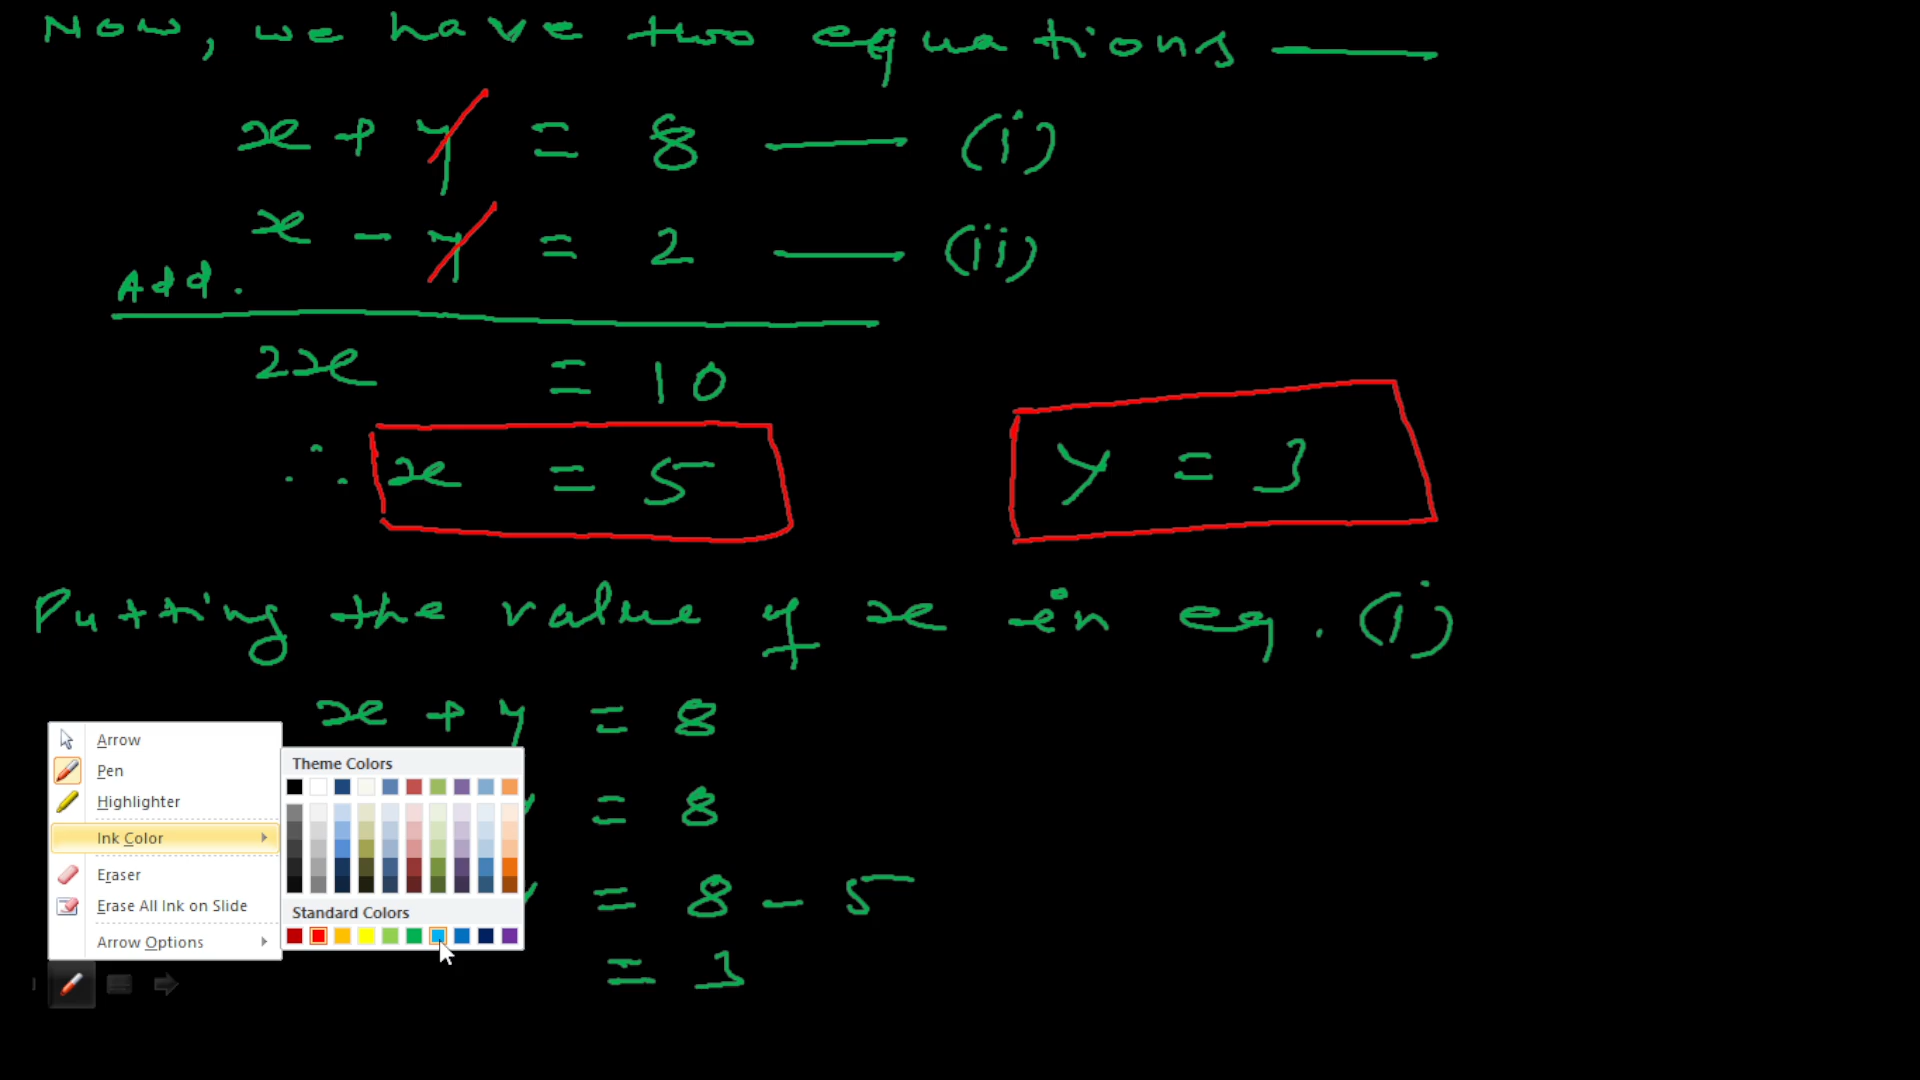 Now, we have two equations —
x + y = 8 — (i)
x - y = 2 — (ii)
Add.
2x = 10
∴ x = 5
y = 3
Putting the value of x in eq. (i)
x + y = 8
= 8
= 8 - 5
= 3
Arrow
Pen
Highlighter
Ink Color
Eraser
Erase All Ink on Slide
Arrow Options
Theme Colors
Standard Colors